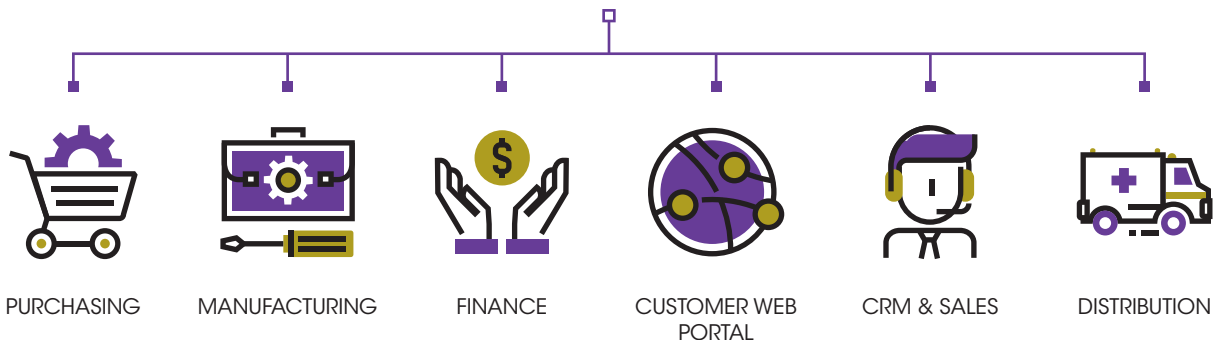 $
PURCHASING
MANUFACTURING
FINANCE
CUSTOMER WEB
PORTAL
CRM & SALES
DISTRIBUTION